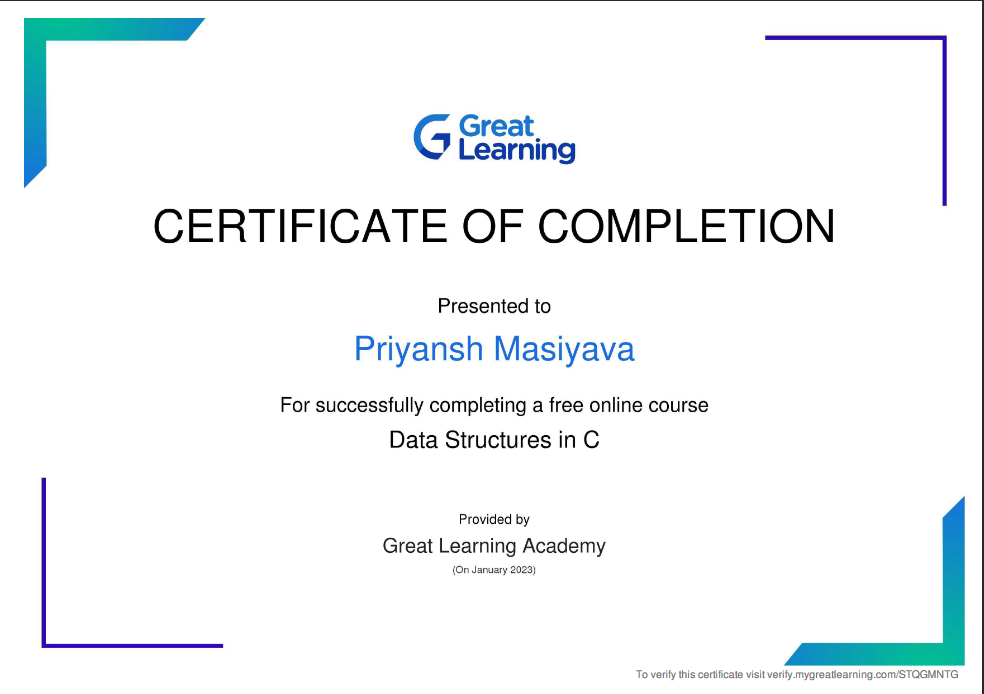 Great
Learning
CERTIFICATE OF COMPLETION
Presented to
Priyansh Masiyava
For successfully completing a free online course
Data Structures in C
Provided by
Great Learning Academy
(On January 2023)
To verify this certificate visit verify.mygreatlearning.com/STQGMNTG